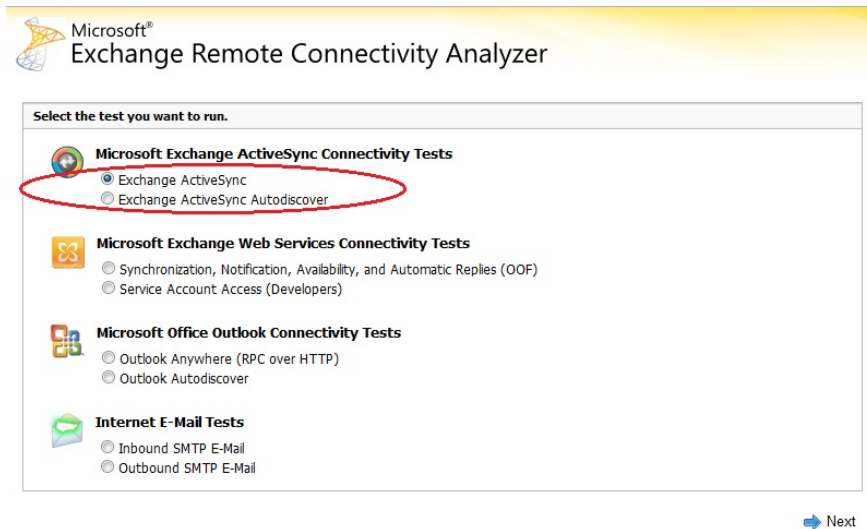 Microsoft®
Exchange Remote Connectivity Analyzer
Select the test you want to run.
Microsoft Exchange ActiveSync Connectivity Tests
Exchange ActiveSync
Exchange ActiveSync Autodiscover
Microsoft Exchange Web Services Connectivity Tests
Synchronization, Notification, Availability, and Automatic Replies (OOF)
Service Account Access (Developers)
Microsoft Office Outlook Connectivity Tests
Outlook Anywhere (RPC over HTTP)
Outlook Autodiscover
Internet E-Mail Tests
Inbound SMTP E-Mail
Outbound SMTP E-Mail
Next